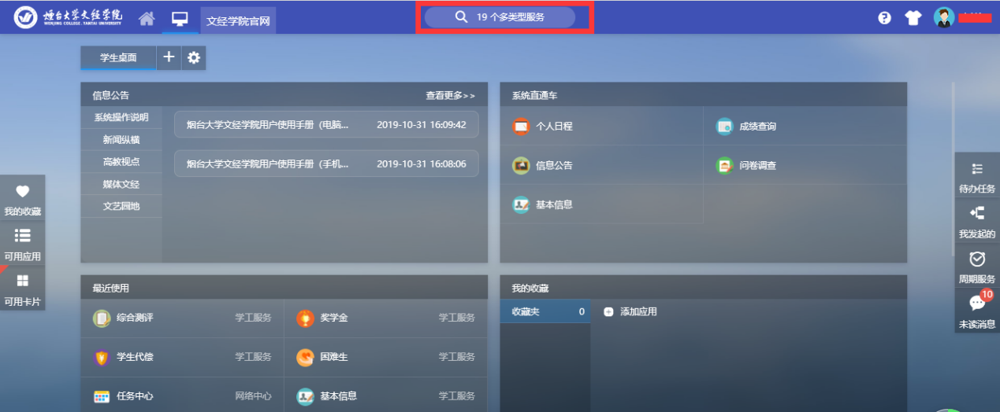 烟台大学文经学院
WENJING COLLEGE. YANTAI UNIVERSITY
文经学院官网
19 个多类型服务
学生桌面
信息公告
查看更多>>
系统操作说明
新闻纵横
高教视点
媒体文经
文艺园地
烟台大学文经学院用户使用手册（电脑... 2019-10-31 16:09:42
烟台大学文经学院用户使用手册（手机... 2019-10-31 16:08:06
系统直通车
个人日程
成绩查询
信息公告
问卷调查
基本信息
我的收藏
可用应用
可用卡片
待办任务
我发起的
周期服务
10
未读消息
最近使用
综合测评 学工服务
奖学金 学工服务
学生代偿 学工服务
困难生 学工服务
任务中心 网络中心
基本信息 学工服务
我的收藏
收藏夹 0
添加应用